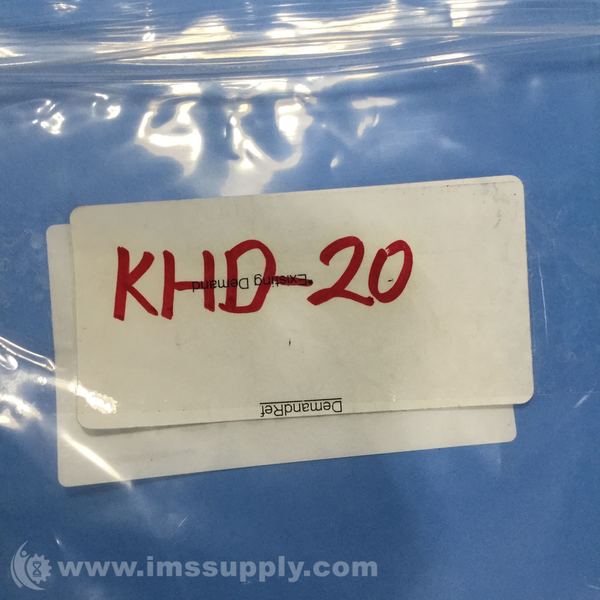 KHD-20
Existing Demand
DemandRef
www.imssupply.com